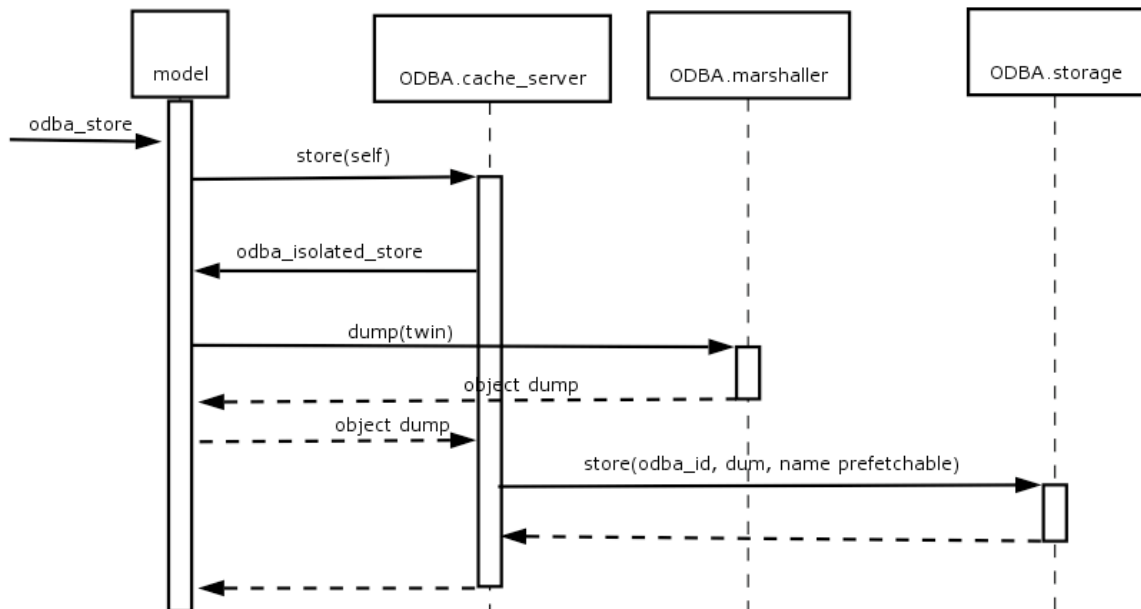 model
ODBA.cache_server
ODBA.marshaller
ODBA.storage
odba_store
store(self)
odba_isolated_store
dump(twin)
object dump
object dump
store(odba_id, dum, name prefetchable)